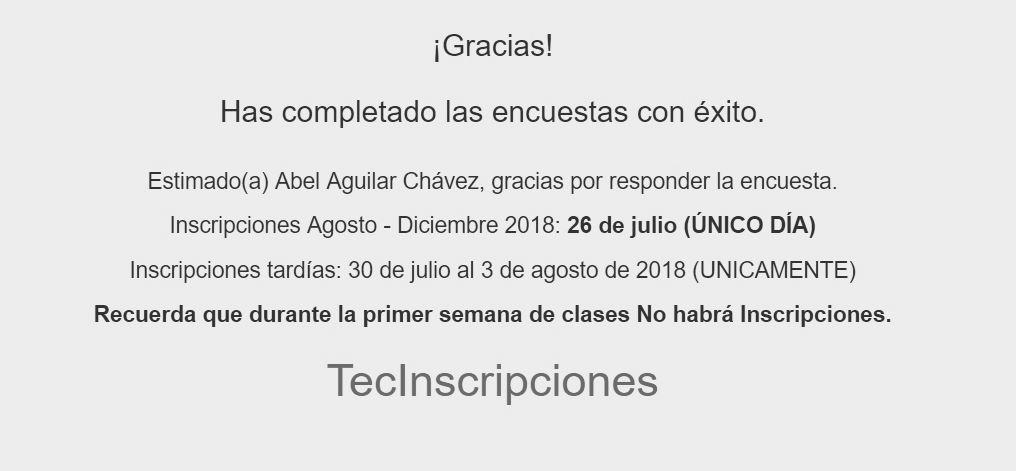 ¡Gracias!
Has completado las encuestas con éxito.
Estimado(a) Abel Aguilar Chávez, gracias por responder la encuesta.
Inscripciones Agosto - Diciembre 2018: 26 de julio (ÚNICO DÍA)
Inscripciones tardías: 30 de julio al 3 de agosto de 2018 (UNICAMENTE)
Recuerda que durante la primer semana de clases No habrá Inscripciones.
TecInscripciones